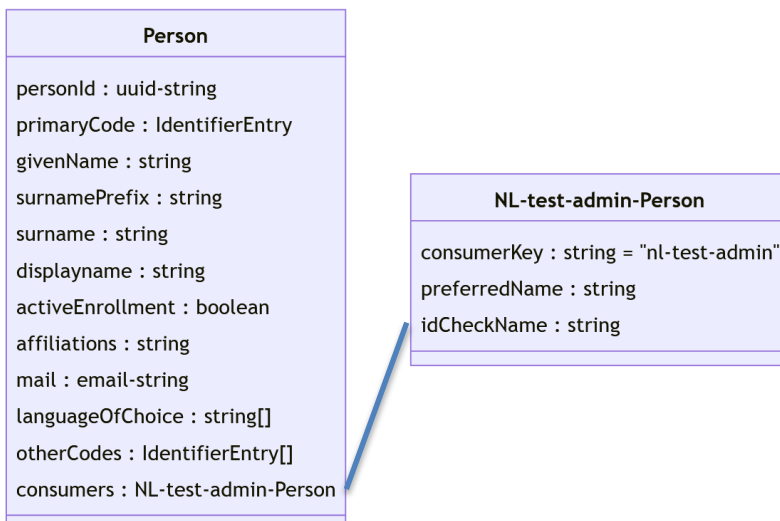 Person
personId : uuid-string
primaryCode : IdentifierEntry
givenName : string
surnamePrefix : string
surname : string
displayname : string
activeEnrollment : boolean
affiliations : string
mail : email-string
languageOfChoice : string[]
otherCodes : IdentifierEntry[]
consumers : NL-test-admin-Person
NL-test-admin-Person
consumerKey : string = "nl-test-admin"
preferredName : string
idCheckName : string